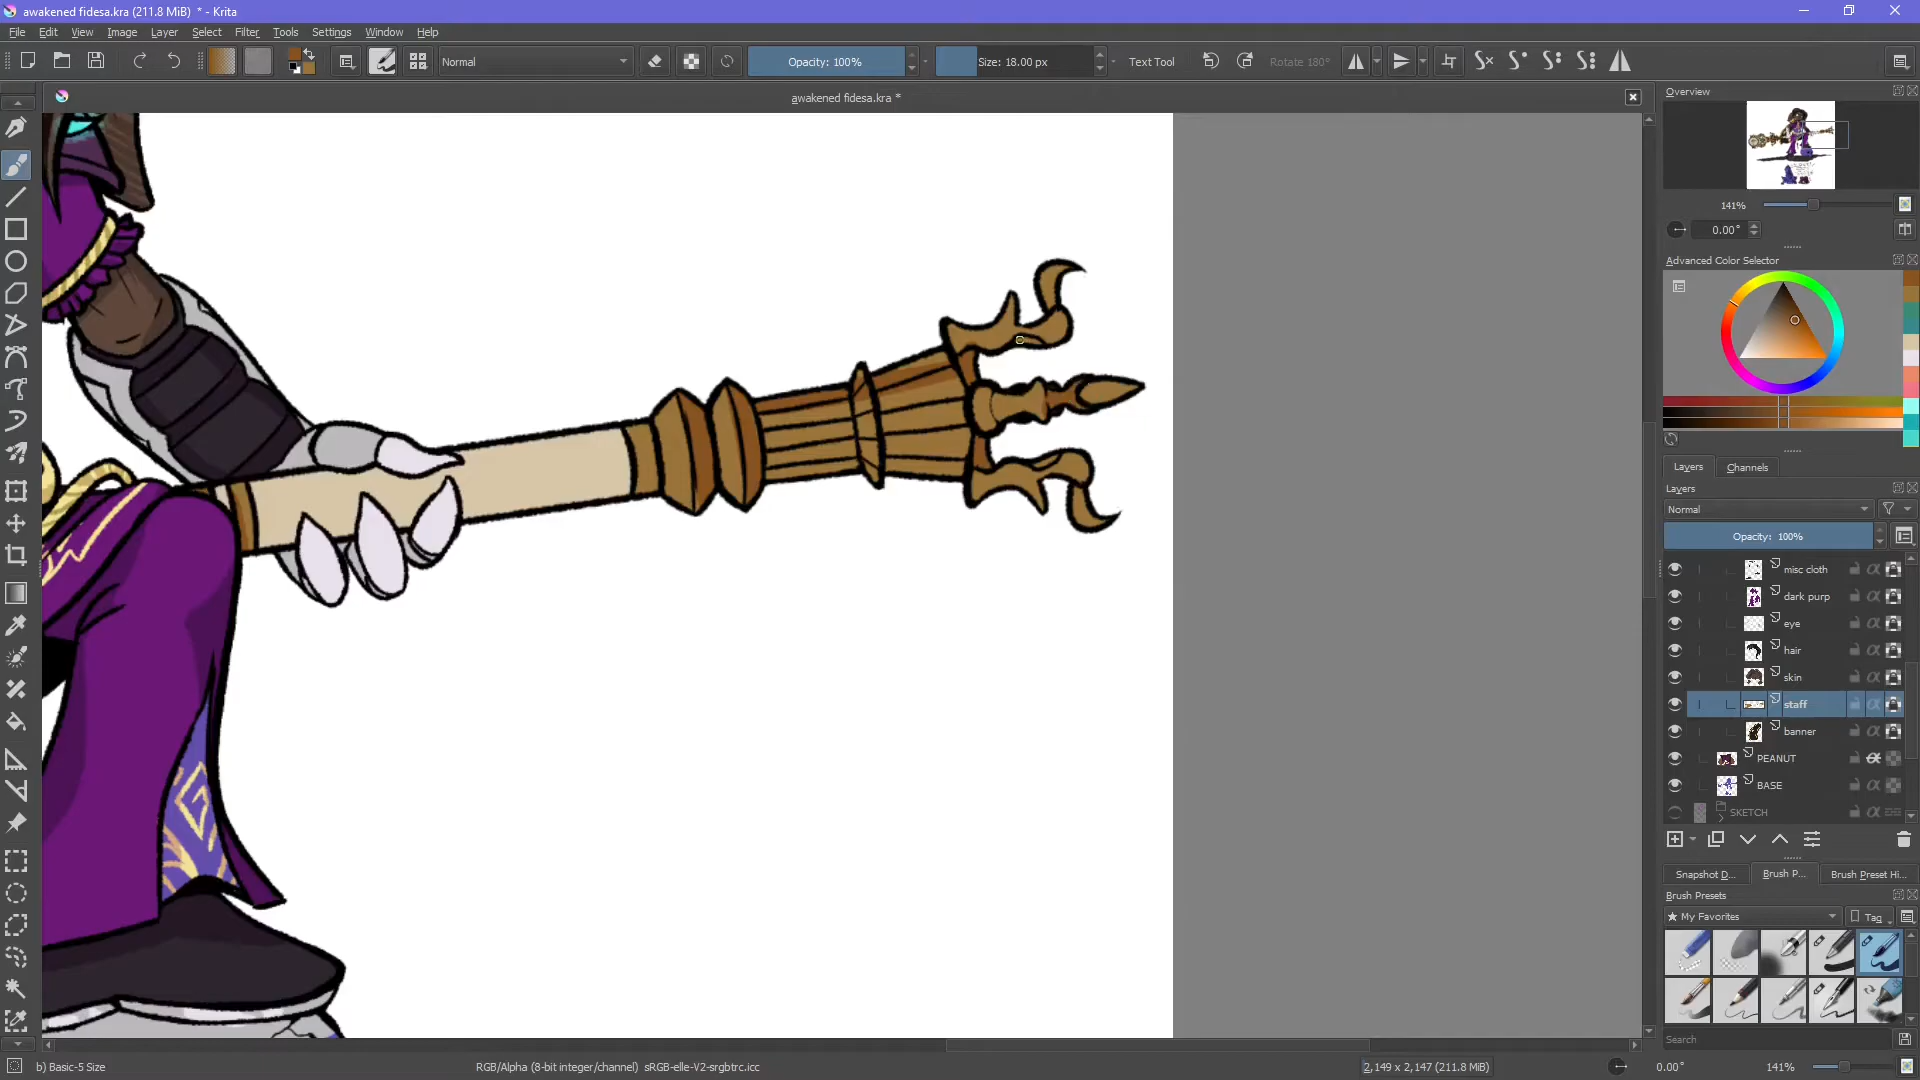 awakened fidesa.kra (211.8 MiB) * - Krita
File Edit View Image Layer Select Filter Tools Settings Window Help
Normal
Opacity: 100%
Size: 18.00 px
Text Tool
Rotate 180°
awakened fidesa.kra *
Overview
141%
0.00°
Advanced Color Selector
Layers Channels
Layers
Normal
Opacity: 100%
misc cloth
dark purp
eye
hair
skin
staff
banner
PEANUT
BASE
SKETCH
Snapshot D... Brush P... Brush Preset Hi...
Brush Presets
My Favorites Tag
Search
b) Basic-5 Size
RGB/Alpha (8-bit integer/channel) sRGB-elle-V2-srgbtrc.icc
2,149 x 2,147 (211.8 MiB)
0.00°
141%